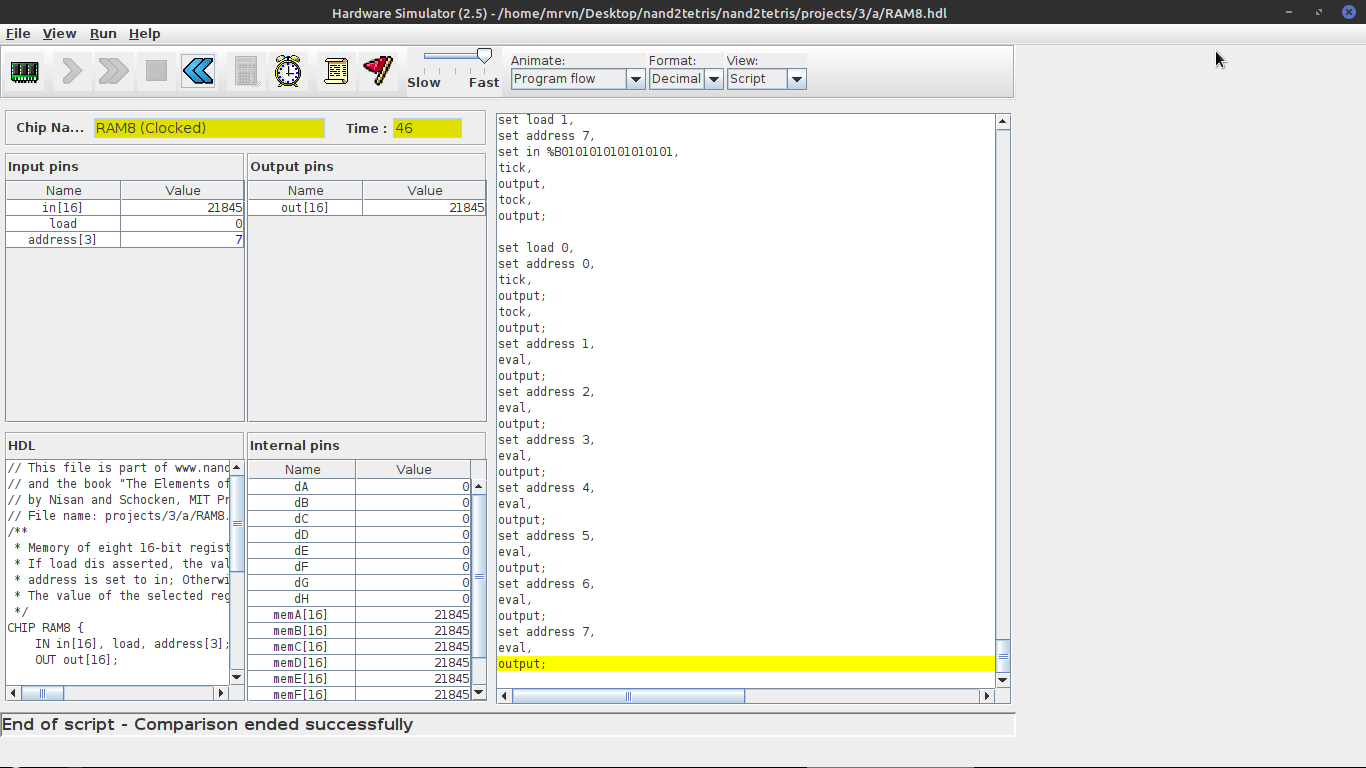 Hardware Simulator (2.5) - /home/mrvn/Desktop/nand2tetris/nand2tetris/projects/3/a/RAM8.hdl
File View Run Help
Slow Fast
Animate:
Program flow
Format:
Decimal
View:
Script
Chip Na... RAM8 (Clocked) Time : 46
Input pins
Name Value
in[16] 21845
load 0
address[3] 7
Output pins
Name Value
out[16] 21845
HDL
// This file is part of www.nand
// and the book "The Elements of
// by Nisan and Schocken, MIT Pr
// File name: projects/3/a/RAM8.
/**
* Memory of eight 16-bit regist
* If load dis asserted, the val
* address is set to in; Otherwi
* The value of the selected reg
*/
CHIP RAM8 {
IN in[16], load, address[3];
OUT out[16];
Internal pins
Name Value
dA 0
dB 0
dC 0
dD 0
dE 0
dF 0
dG 0
dH 0
memA[16] 21845
memB[16] 21845
memC[16] 21845
memD[16] 21845
memE[16] 21845
memF[16] 21845
set load 1,
set address 7,
set in %B0101010101010101,
tick,
output,
tock,
output;
set load 0,
set address 0,
tick,
output;
tock,
output;
set address 1,
eval,
output;
set address 2,
eval,
output;
set address 3,
eval,
output;
set address 4,
eval,
output;
set address 5,
eval,
output;
set address 6,
eval,
output;
set address 7,
eval,
output;
End of script - Comparison ended successfully